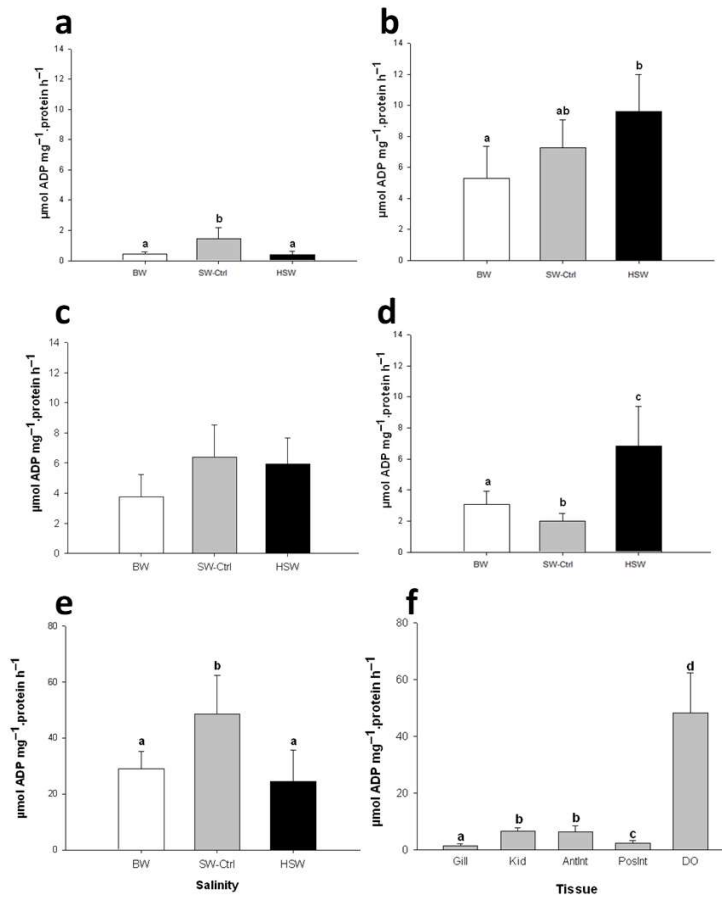 a
μmol ADP mg⁻¹.protein h⁻¹
14
12
10
8
6
4
2
0
a
b
a
BW SW-Ctrl HSW
b
μmol ADP mg⁻¹.protein h⁻¹
14
12
10
8
6
4
2
0
a
ab
b
BW SW-Ctrl HSW
c
μmol ADP mg⁻¹.protein h⁻¹
14
12
10
8
6
4
2
0
BW SW-Ctrl HSW
d
μmol ADP mg⁻¹.protein h⁻¹
14
12
10
8
6
4
2
0
a
b
c
BW SW-Ctrl HSW
e
μmol ADP mg⁻¹.protein h⁻¹
80
60
40
20
0
a
b
a
BW SW-Ctrl HSW
Salinity
f
μmol ADP mg⁻¹.protein h⁻¹
80
60
40
20
0
a
b
b
c
d
Gill Kid AntInt PosInt DO
Tissue